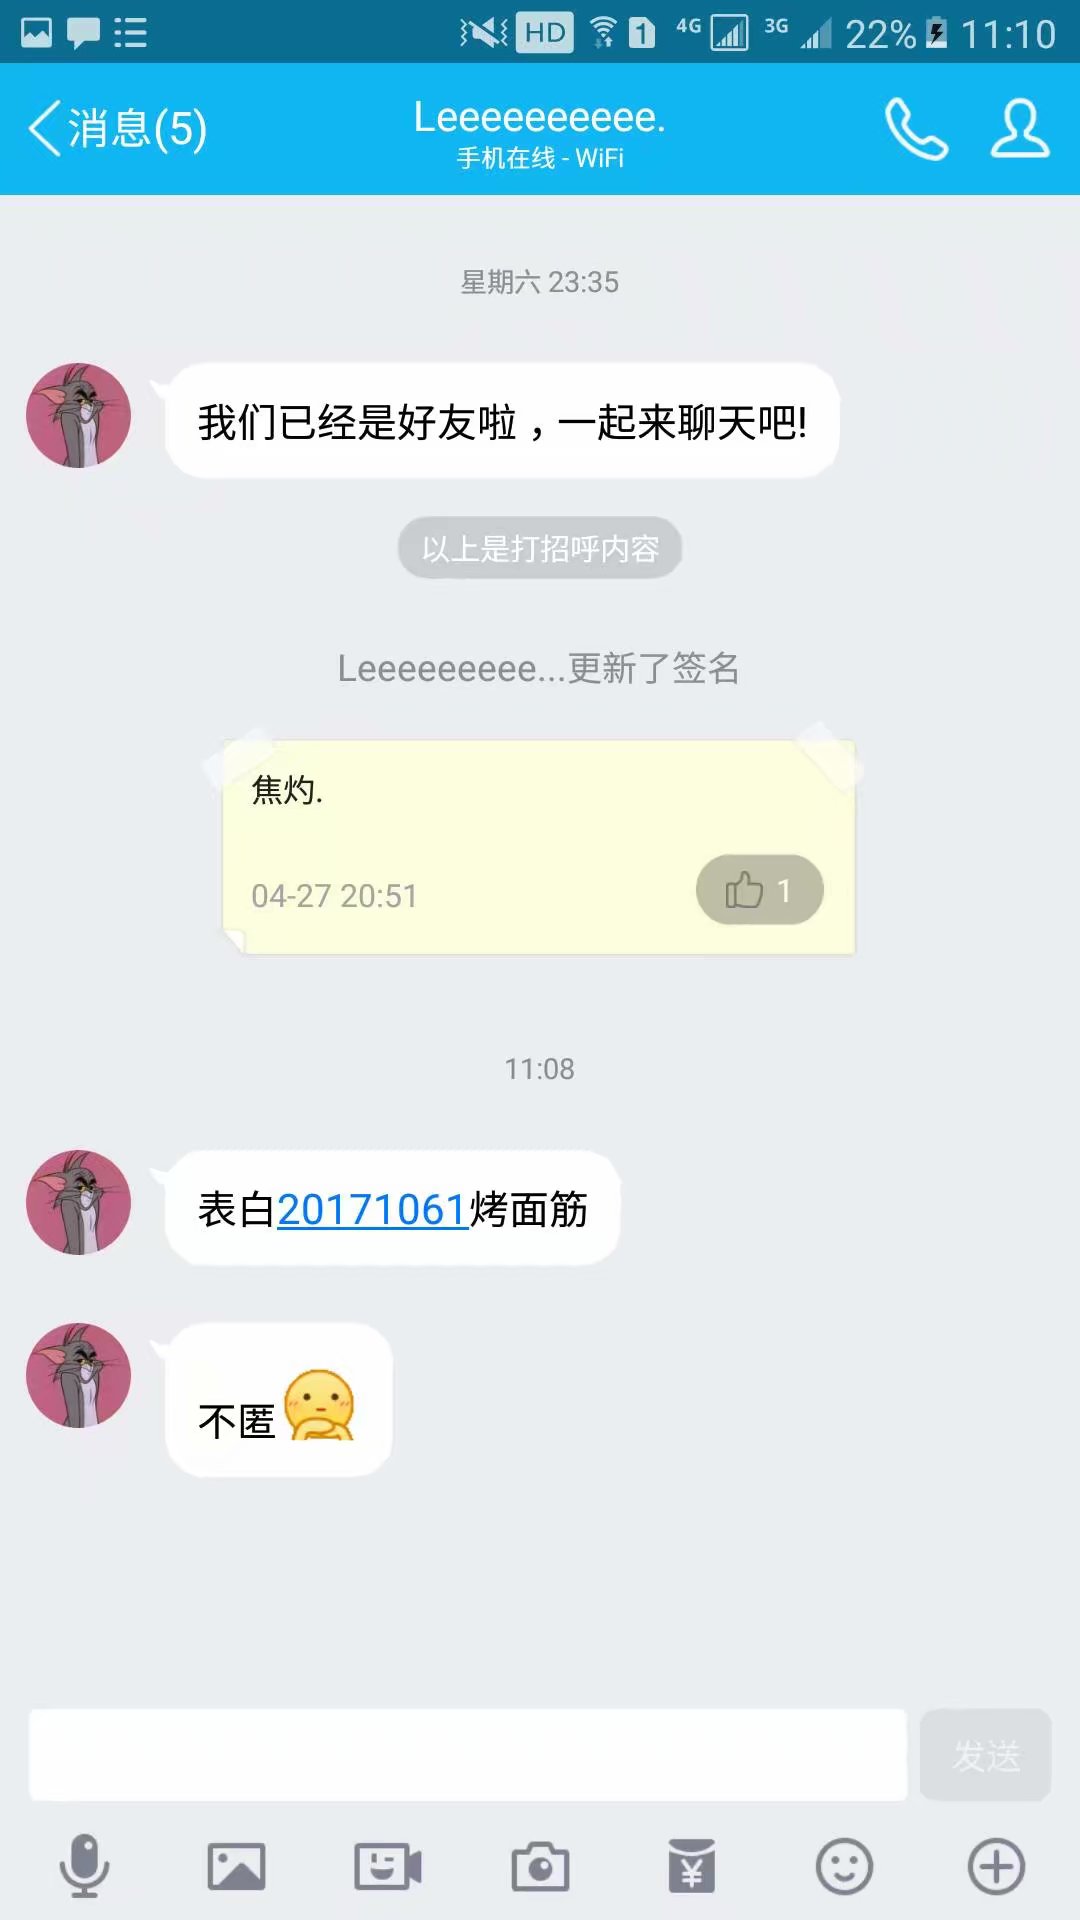 HD 1 4G 3G 22% 11:10
消息(5)
Leeeeeeeeee.
手机在线 - WiFi
星期六 23:35
我们已经是好友啦，一起来聊天吧!
以上是打招呼内容
Leeeeeeeee...更新了签名
焦灼.
04-27 20:51
1
11:08
表白20171061烤面筋
不匿
发送